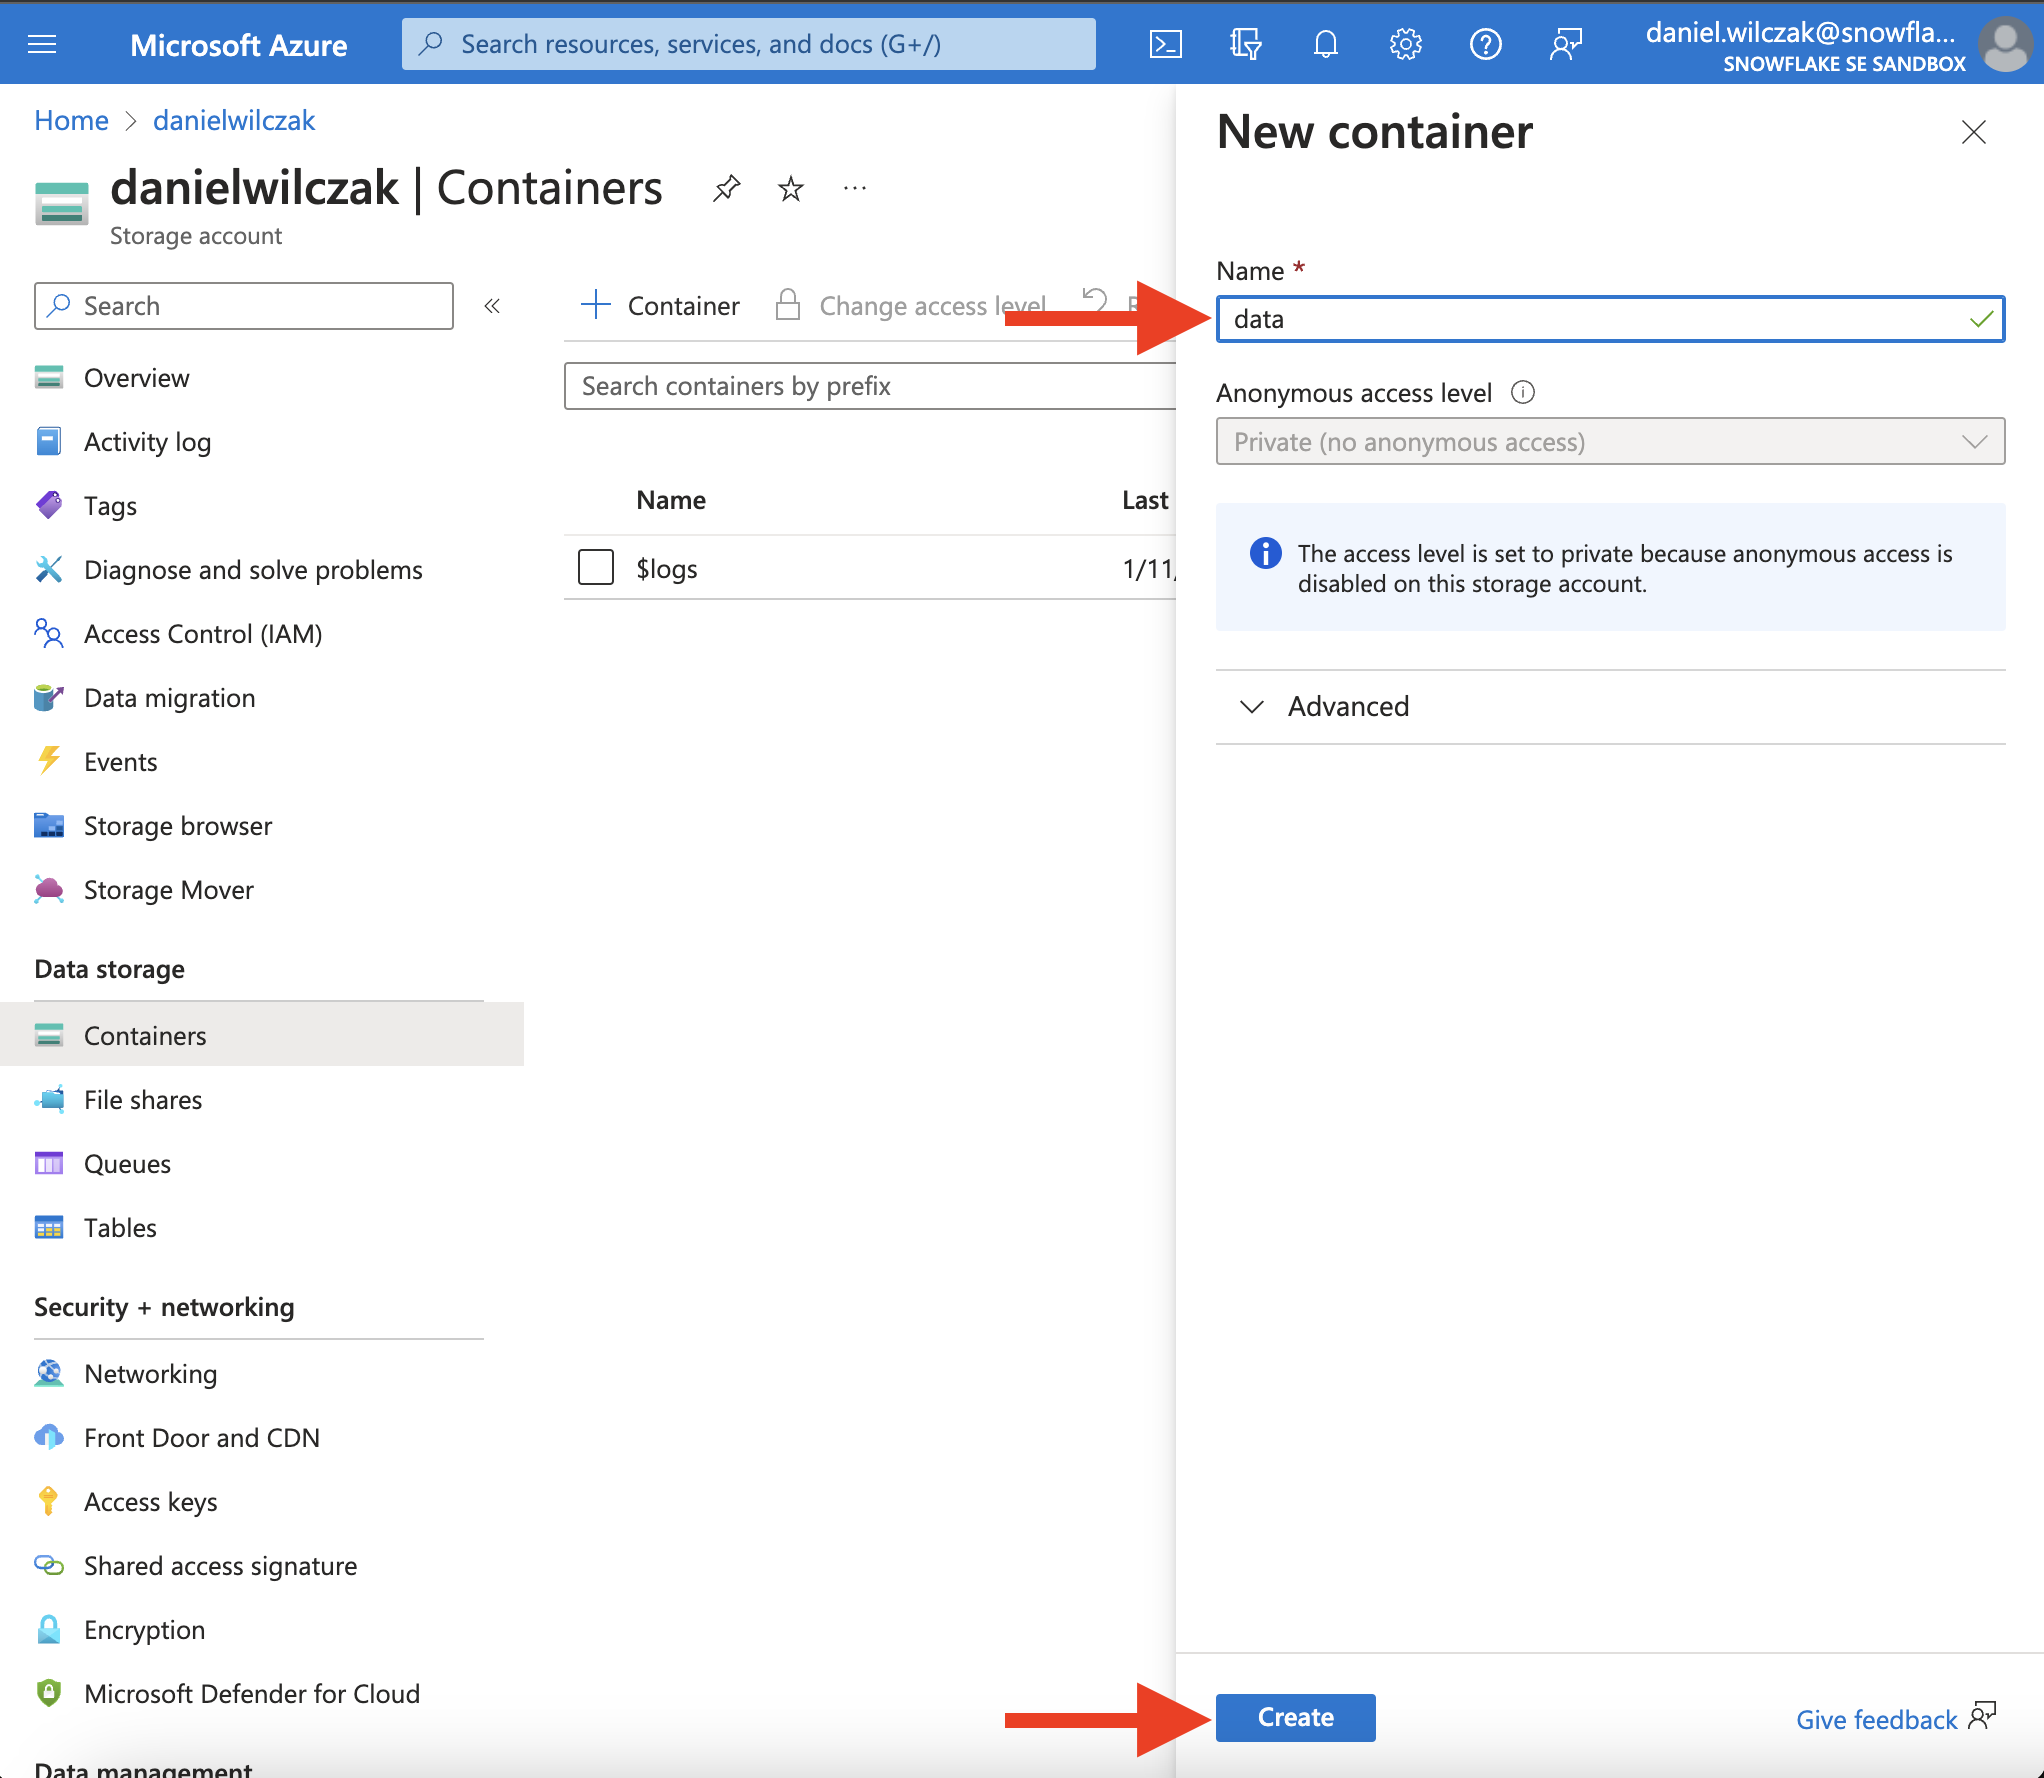 Microsoft Azure
Search resources, services, and docs (G+/)
daniel.wilczak@snowfla...
SNOWFLAKE SE SANDBOX
Home > danielwilczak
danielwilczak | Containers
Storage account
Search
Overview
Activity log
Tags
Diagnose and solve problems
Access Control (IAM)
Data migration
Events
Storage browser
Storage Mover
Data storage
Containers
File shares
Queues
Tables
Security + networking
Networking
Front Door and CDN
Access keys
Shared access signature
Encryption
Microsoft Defender for Cloud
Data management
Container
Change access level
Search containers by prefix
Name Last
$logs 1/11/
New container
Name *
data
Anonymous access level
Private (no anonymous access)
The access level is set to private because anonymous access is
disabled on this storage account.
Advanced
Create
Give feedback